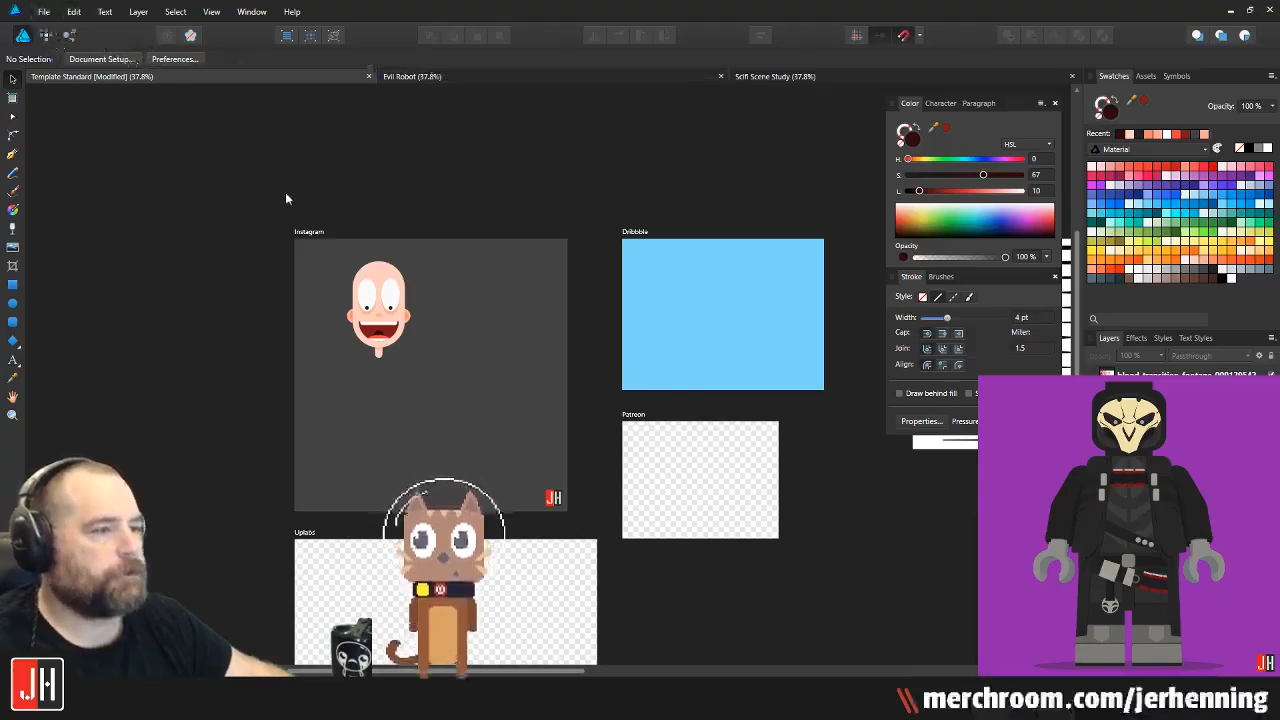 File Edit Text Layer Select View Window Help
No Selection Document Setup... Preferences...
Template Standard [Modified] (37.8%) Evil Robot (37.8%) Scifi Scene Study (37.8%)
Swatches Assets Symbols
Opacity: 100 %
Recent:
Material
Color Character Paragraph
HSL
H: 0
S: 67
L: 10
Opacity
100 %
Stroke Brushes
Style:
Width: 4 pt
Cap: Miter:
Join: 1.5
Align:
Draw behind fill
Properties... Pressure
Layers Effects Styles Text Styles
Opacity 100 % Passthrough
Instagram
Dribbble
Patreon
Uplabs
JH
JH
JH
\\ merchroom.com/jerhenning